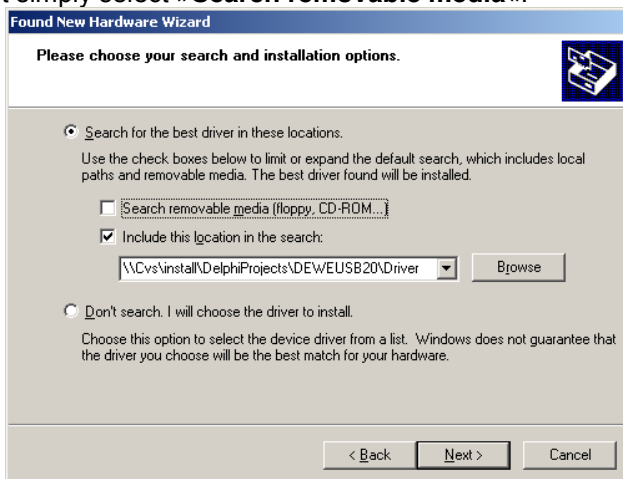 simply select »Search removable media«.
Found New Hardware Wizard
Please choose your search and installation options.
Search for the best driver in these locations.
Use the check boxes below to limit or expand the default search, which includes local
paths and removable media. The best driver found will be installed.
Search removable media (floppy, CD-ROM...)
Include this location in the search:
\\Cvs\install\DelphiProjects\DEWEUSB20\Driver
Browse
Don't search. I will choose the driver to install.
Choose this option to select the device driver from a list. Windows does not guarantee that
the driver you choose will be the best match for your hardware.
< Back Next > Cancel